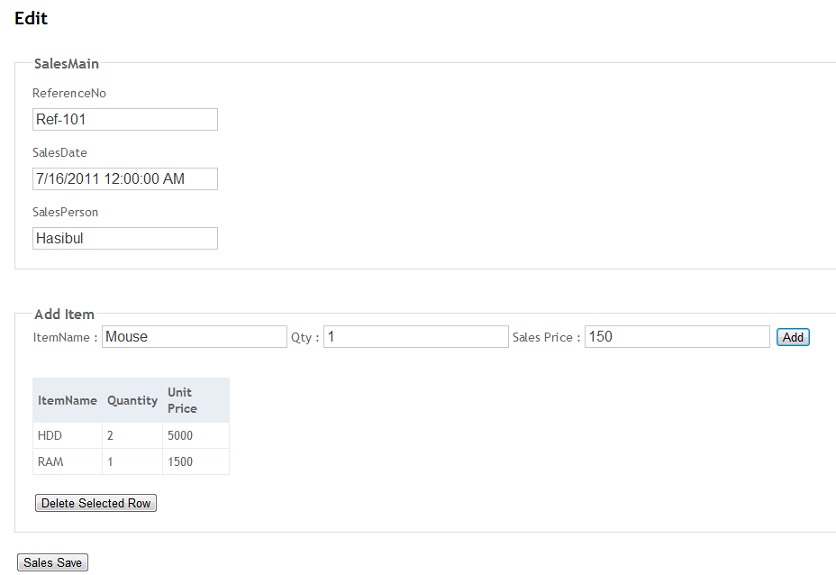 Edit
SalesMain
ReferenceNo
Ref-101
SalesDate
7/16/2011 12:00:00 AM
SalesPerson
Hasibul
Add Item
ItemName : Mouse Qty : 1 Sales Price : 150 Add
ItemName Quantity Unit Price
HDD 2 5000
RAM 1 1500
Delete Selected Row
Sales Save